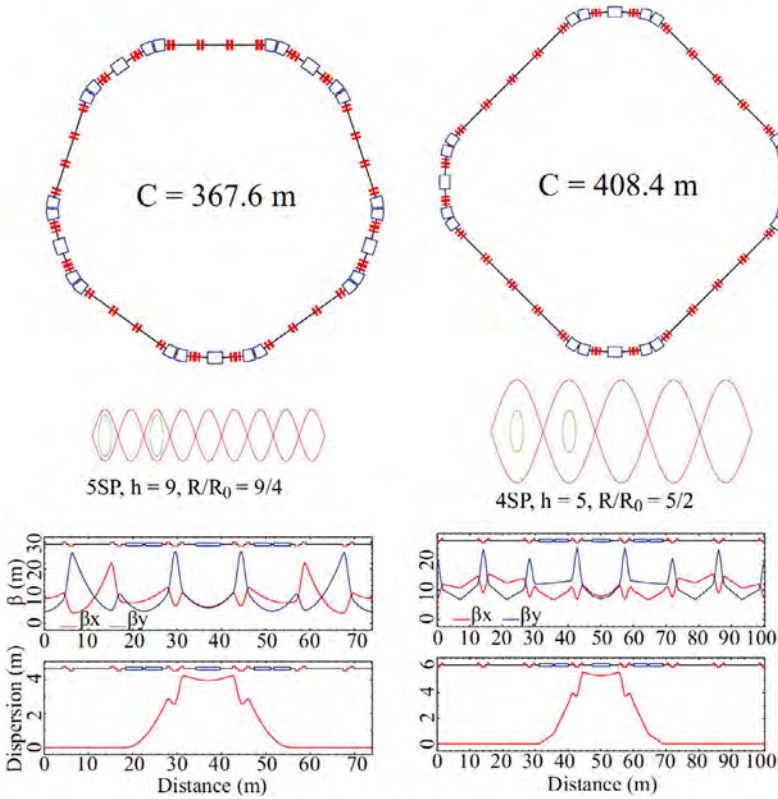 C = 367.6 m
C = 408.4 m
5SP, h = 9, R/R₀ = 9/4
4SP, h = 5, R/R₀ = 5/2
β (m)
30
20
10
0
βx βy
0 10 20 30 40 50 60 70
20
10
0
βx βy
0 10 20 30 40 50 60 70 80 90 100
Dispersion (m)
4
2
0
0 10 20 30 40 50 60 70
Distance (m)
6
4
2
0
0 10 20 30 40 50 60 70 80 90 100
Distance (m)